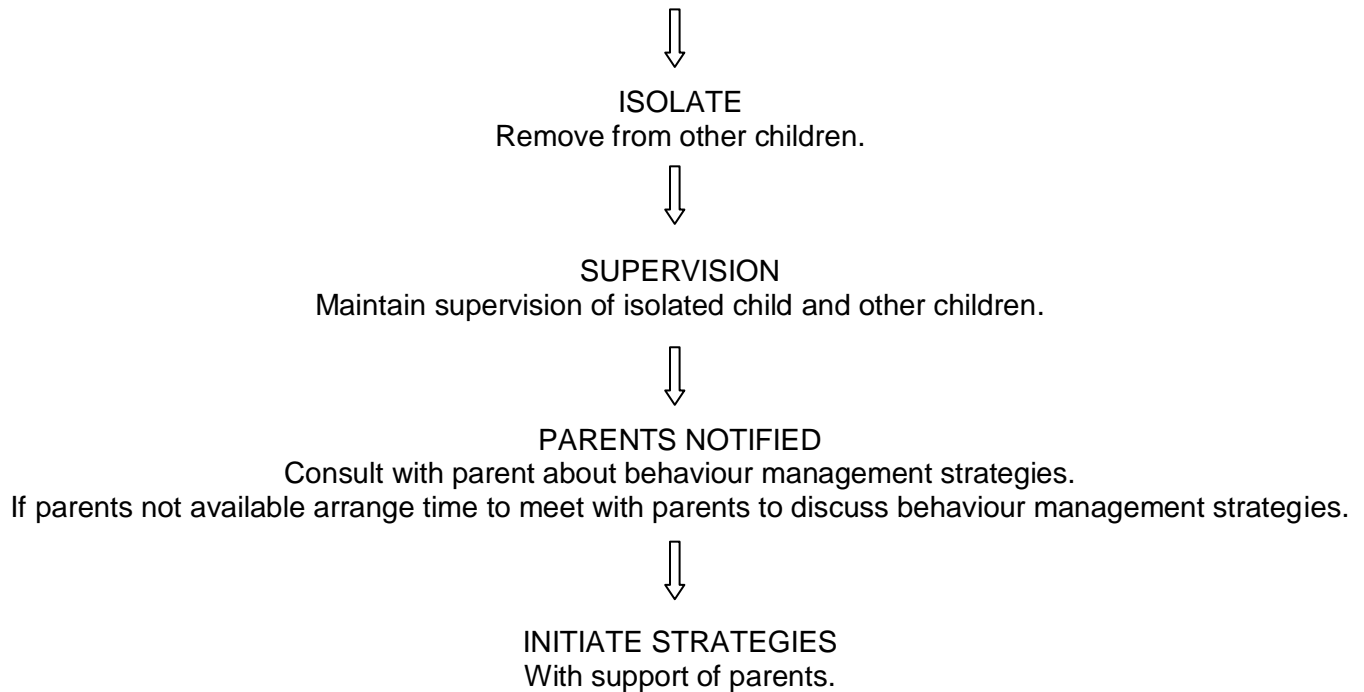 ISOLATE
Remove from other children.
SUPERVISION
Maintain supervision of isolated child and other children.
PARENTS NOTIFIED
Consult with parent about behaviour management strategies.
If parents not available arrange time to meet with parents to discuss behaviour management strategies.
INITIATE STRATEGIES
With support of parents.